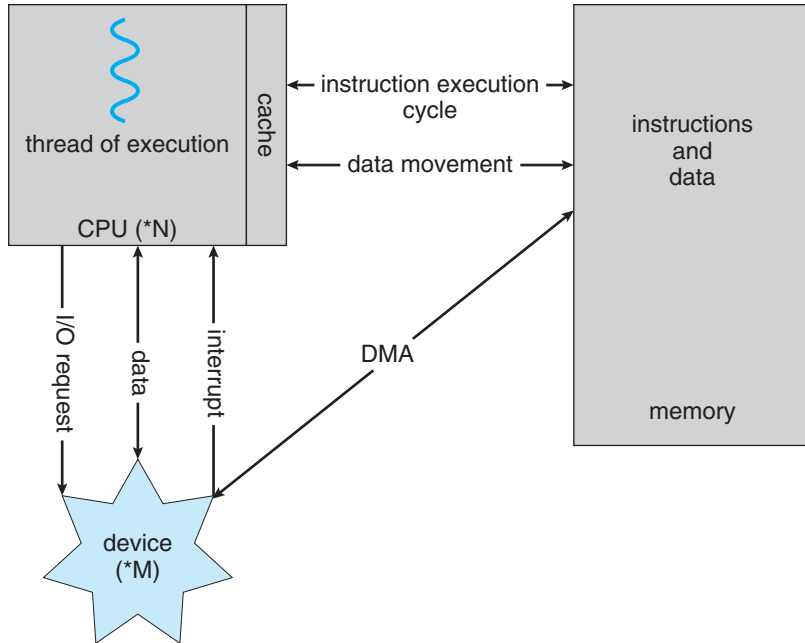 thread of execution
cache
CPU (*N)
instruction execution
cycle
data movement
instructions
and
data
memory
I/O request
data
interrupt
DMA
device
(*M)